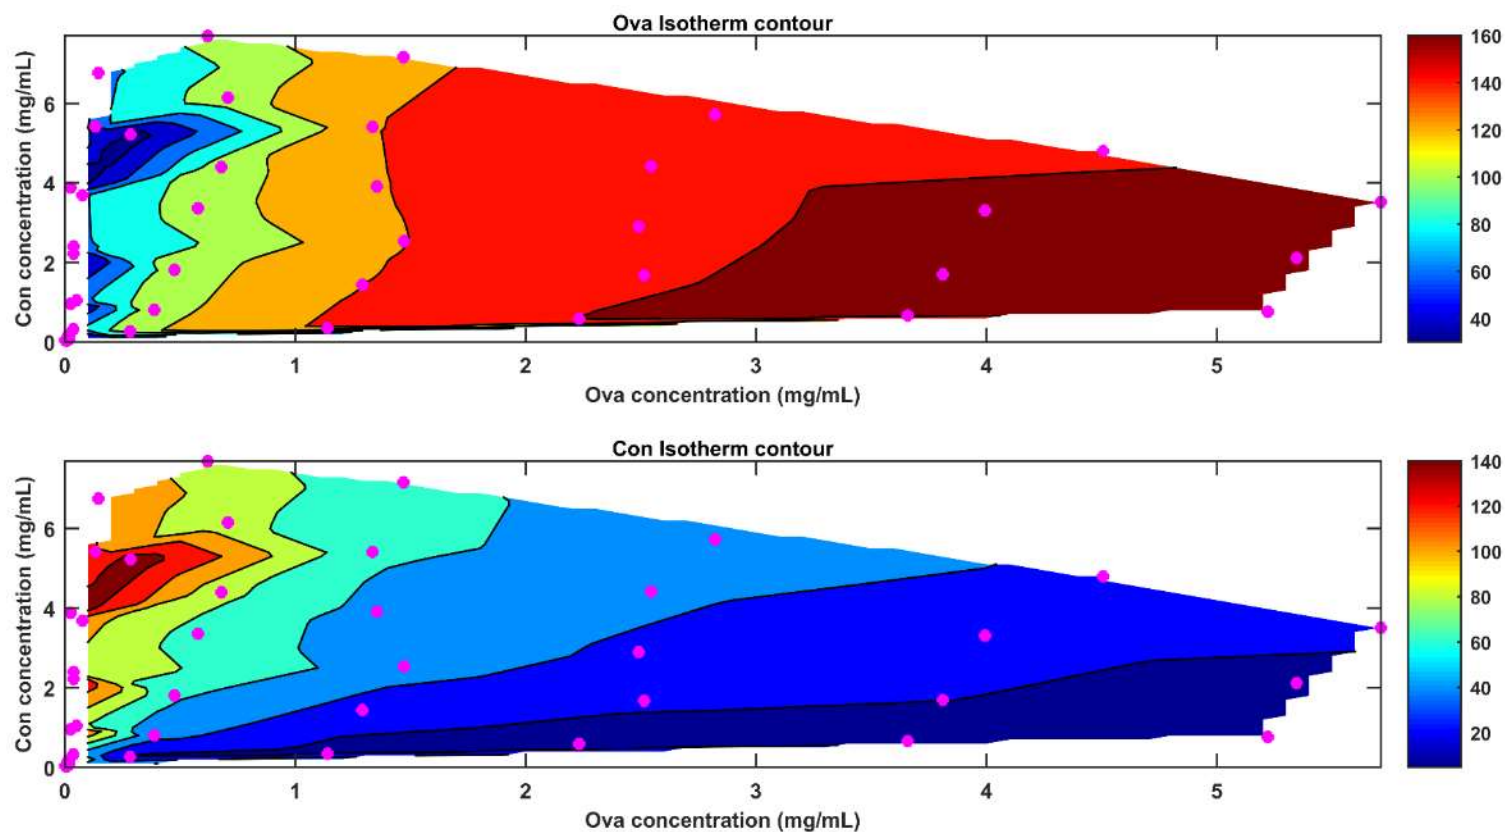 Ova Isotherm contour
Con concentration (mg/mL)
6
4
2
0
0 1 2 3 4 5
Ova concentration (mg/mL)
160
140
120
100
80
60
40
Con Isotherm contour
Con concentration (mg/mL)
6
4
2
0
0 1 2 3 4 5
Ova concentration (mg/mL)
140
120
100
80
60
40
20